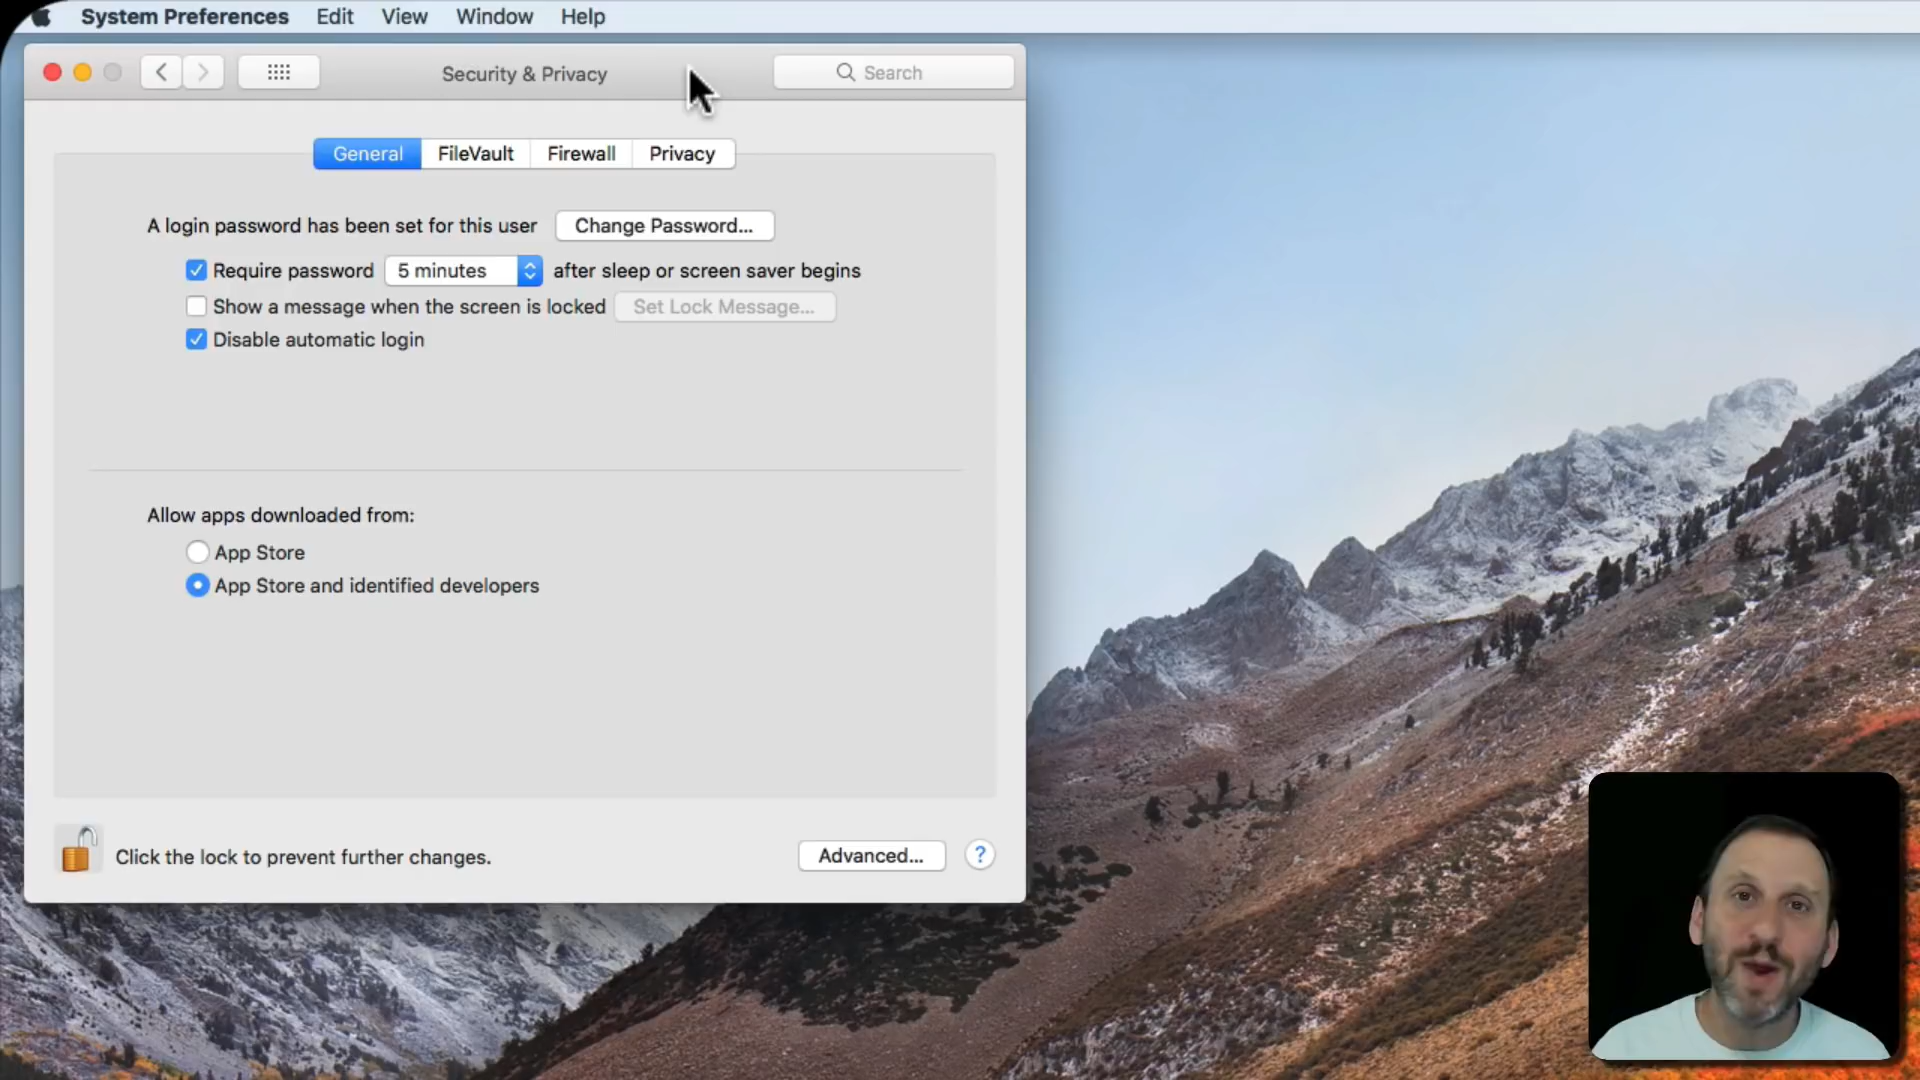 System Preferences Edit View Window Help
Security & Privacy
Search
General FileVault Firewall Privacy
A login password has been set for this user Change Password...
Require password 5 minutes after sleep or screen saver begins
Show a message when the screen is locked Set Lock Message...
Disable automatic login
Allow apps downloaded from:
App Store
App Store and identified developers
Click the lock to prevent further changes.
Advanced... ?